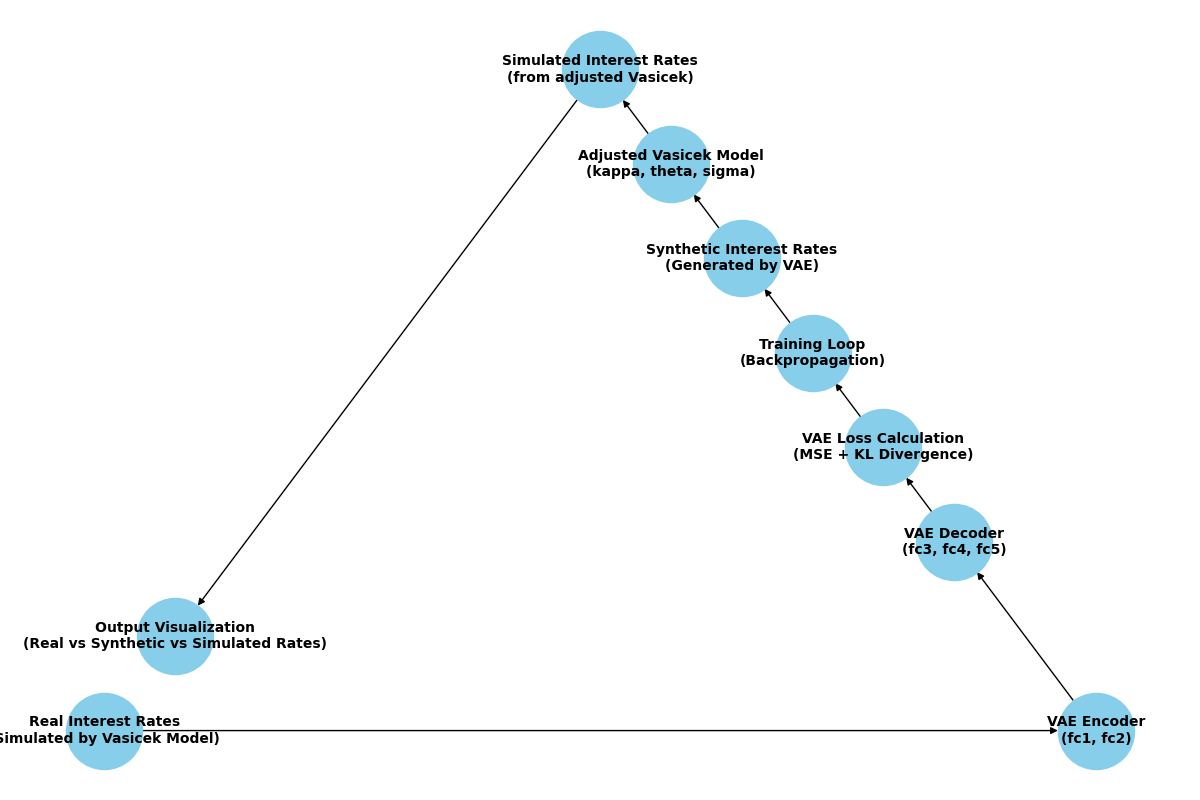 Simulated Interest Rates
(from adjusted Vasicek)
Adjusted Vasicek Model
(kappa, theta, sigma)
Synthetic Interest Rates
(Generated by VAE)
Training Loop
(Backpropagation)
VAE Loss Calculation
(MSE + KL Divergence)
VAE Decoder
(fc3, fc4, fc5)
Output Visualization
(Real vs Synthetic vs Simulated Rates)
Real Interest Rates
Simulated by Vasicek Model)
VAE Encoder
(fc1, fc2)